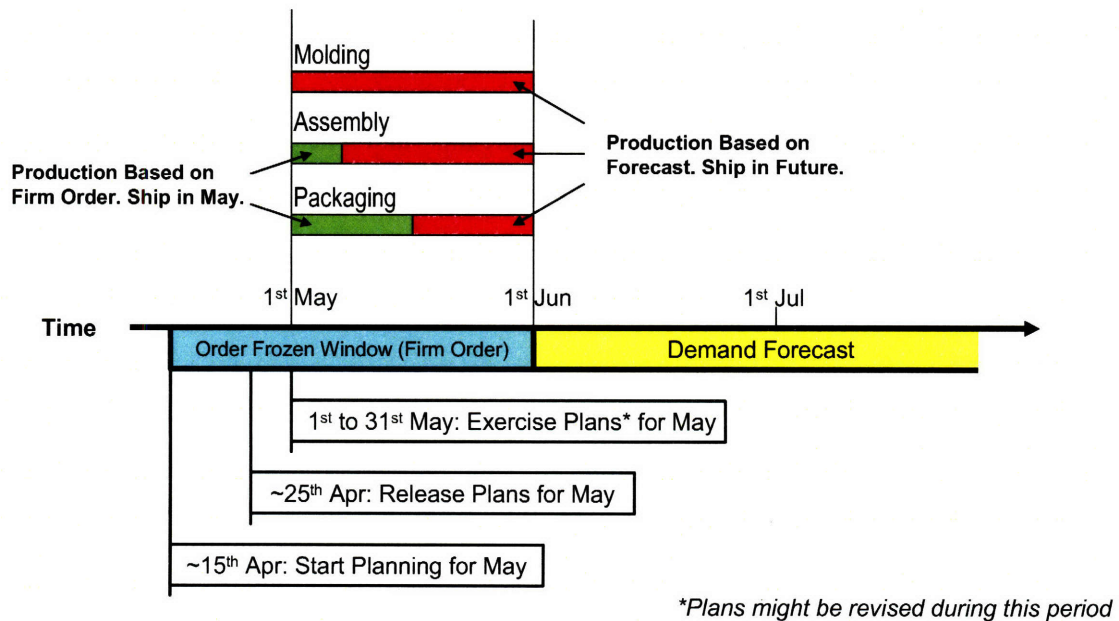 Molding
Assembly
Production Based on
Firm Order. Ship in May.
Production Based on
Forecast. Ship in Future.
Packaging
1st May
1st Jun
1st Jul
Time
Order Frozen Window (Firm Order)
Demand Forecast
1st to 31st May: Exercise Plans* for May
~25th Apr: Release Plans for May
~15th Apr: Start Planning for May
*Plans might be revised during this period